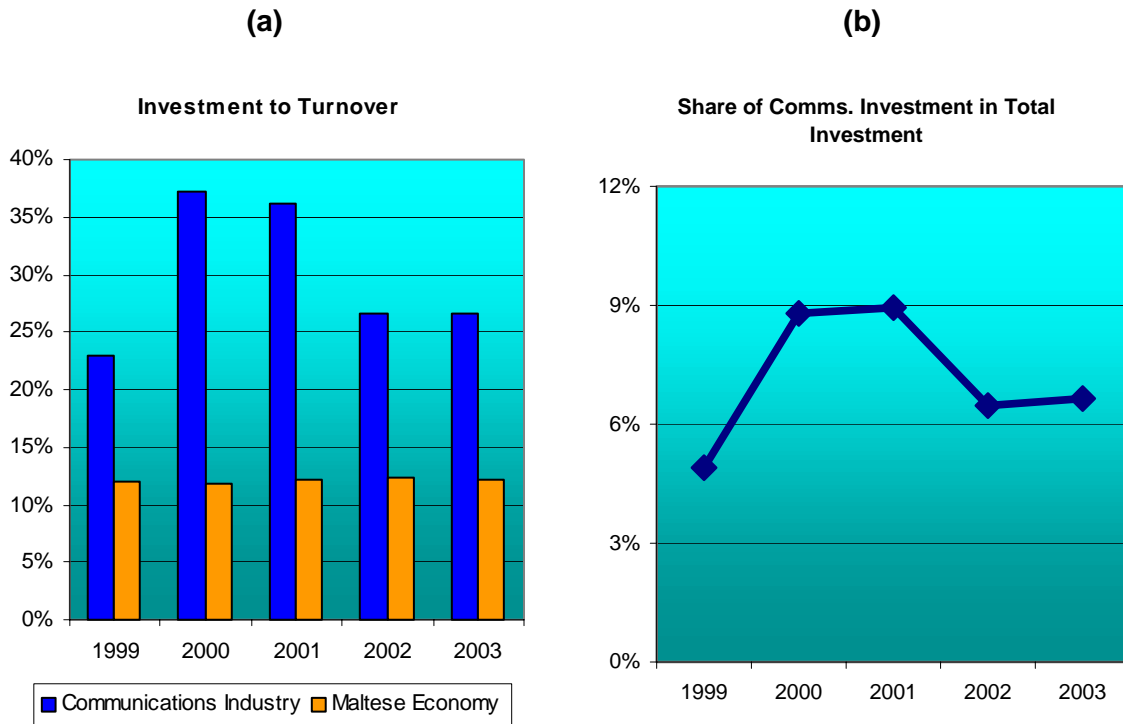 (a)
Investment to Turnover
40%
35%
30%
25%
20%
15%
10%
5%
0%
1999 2000 2001 2002 2003
Communications Industry Maltese Economy
(b)
Share of Comms. Investment in Total
Investment
12%
9%
6%
3%
0%
1999 2000 2001 2002 2003